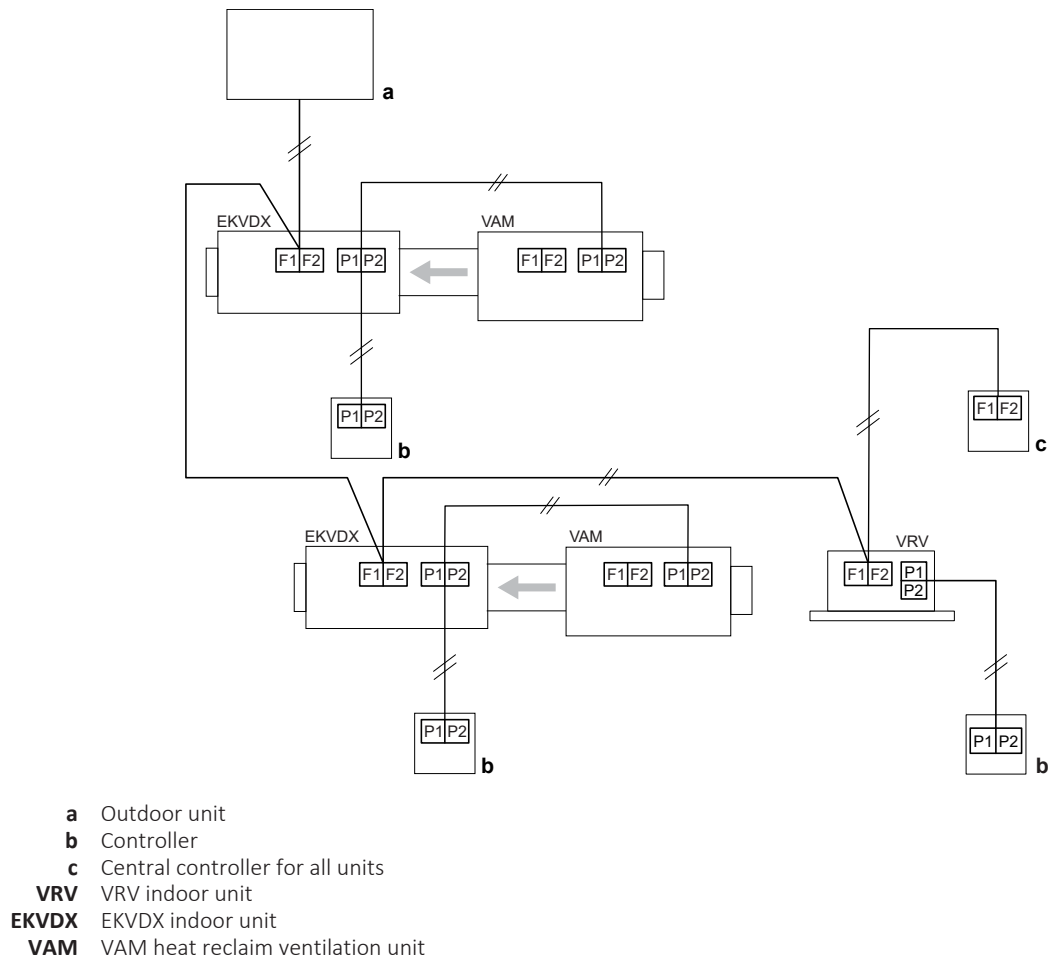 a
EKVDX
VAM
F1 F2 P1 P2 F1 F2 P1 P2
P1 P2
b
F1 F2
c
EKVDX
VAM
VRV
F1 F2 P1 P2 F1 F2 P1 P2
F1 F2 P1
P2
P1 P2
b
P1 P2
b
a Outdoor unit
b Controller
c Central controller for all units
VRV VRV indoor unit
EKVDX EKVDX indoor unit
VAM VAM heat reclaim ventilation unit